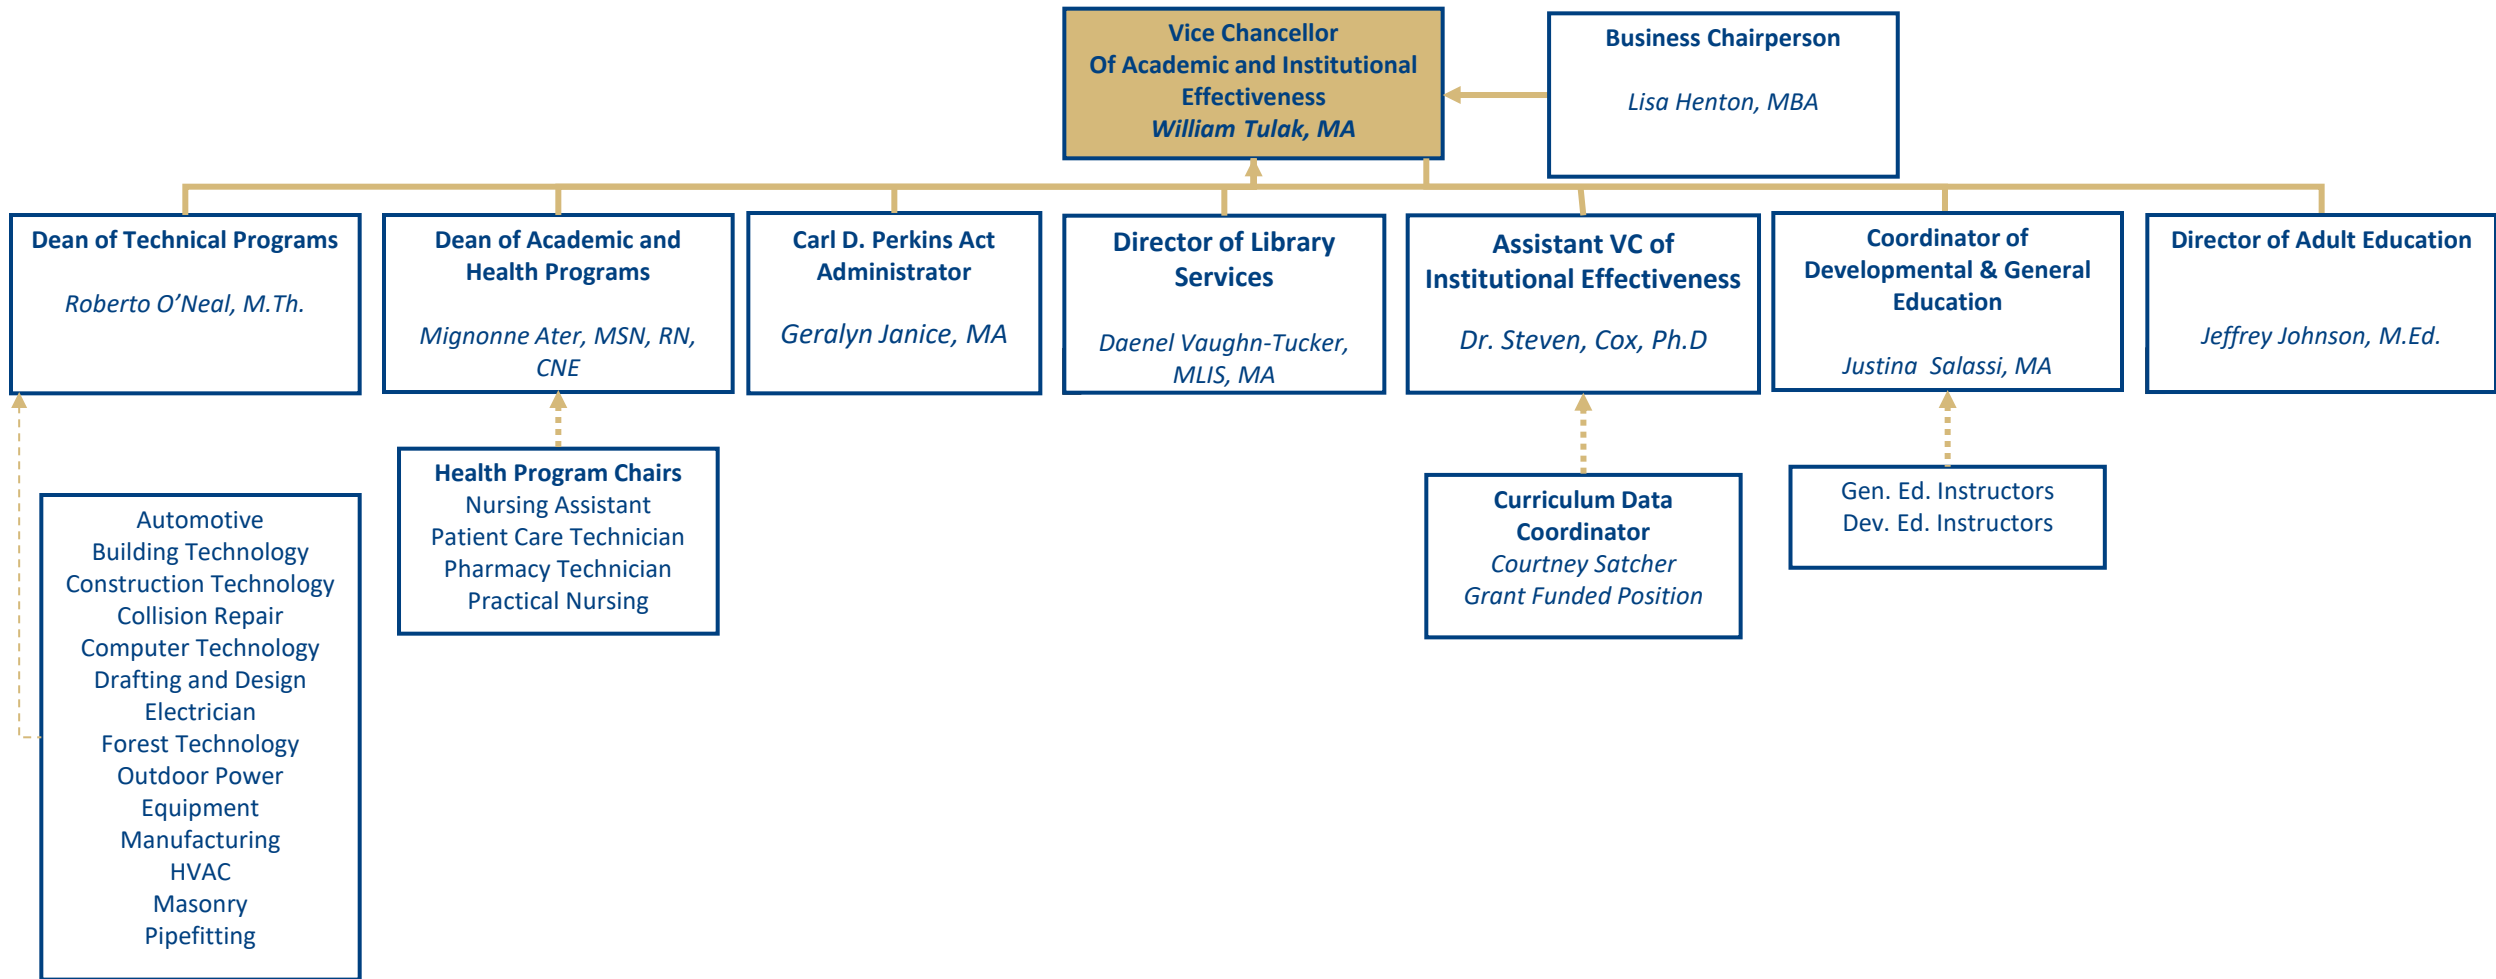 Vice Chancellor
Of Academic and Institutional
Effectiveness
William Tulak, MA
Business Chairperson
Lisa Henton, MBA
Dean of Technical Programs
Roberto O’Neal, M.Th.
Dean of Academic and
Health Programs
Mignonne Ater, MSN, RN,
CNE
Carl D. Perkins Act
Administrator
Geralyn Janice, MA
Director of Library
Services
Daenel Vaughn-Tucker,
MLIS, MA
Assistant VC of
Institutional Effectiveness
Dr. Steven, Cox, Ph.D
Coordinator of
Developmental & General
Education
Justina  Salassi, MA
Director of Adult Education
Jeffrey Johnson, M.Ed.
Automotive
Building Technology
Construction Technology
Collision Repair
Computer Technology
Drafting and Design
Electrician
Forest Technology
Outdoor Power
Equipment
Manufacturing
HVAC
Masonry
Pipefitting
Health Program Chairs
Nursing Assistant
Patient Care Technician
Pharmacy Technician
Practical Nursing
Curriculum Data
Coordinator
Courtney Satcher
Grant Funded Position
Gen. Ed. Instructors
Dev. Ed. Instructors